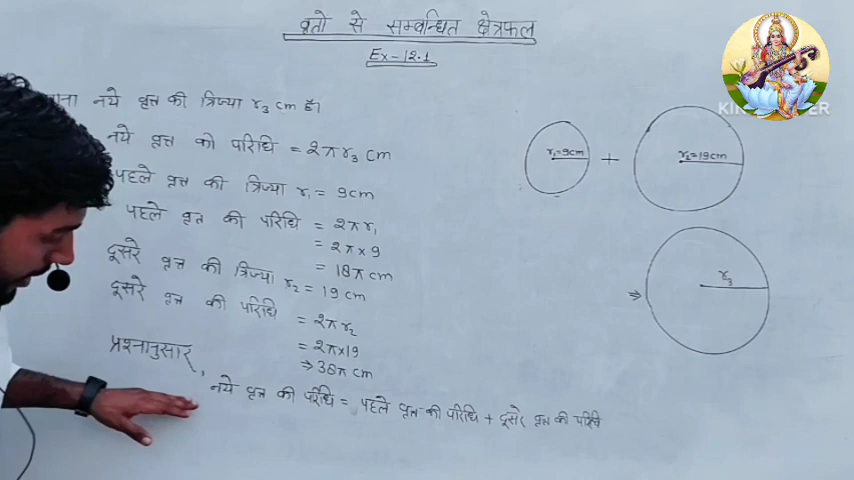 वृतो से सम्बन्धित क्षेत्रफल
Ex-12.1
माना नये वृत्त की त्रिज्या r₃ cm है।
नये वृत्त की परिधि = 2πr₃ cm
पहले वृत्त की त्रिज्या r₁ = 9cm
पहले वृत्त की परिधि = 2πr₁
= 2π×9
= 18π cm
दूसरे वृत्त की त्रिज्या r₂ = 19 cm
दूसरे वृत्त की परिधि
= 2πr₂
= 2π×19
⇒ 38π cm
प्रश्नानुसार,
नये वृत्त की परिधि = पहले वृत्त की परिधि + दूसरे वृत्त की परिधि
r₁=9cm + r₂=19cm
⇒ r₃